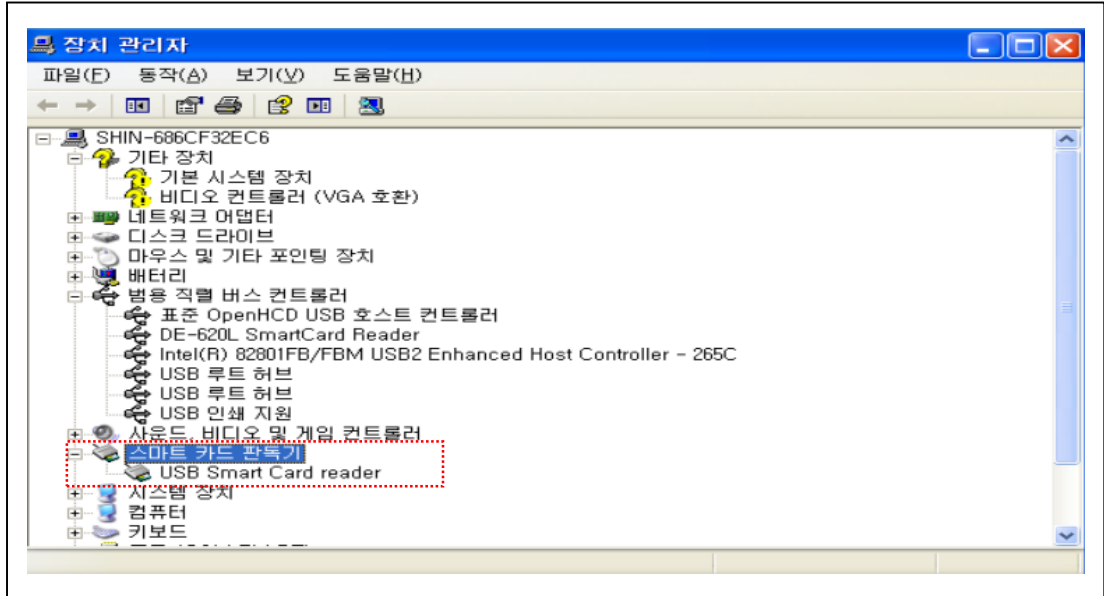 장치 관리자
파일(F) 동작(A) 보기(V) 도움말(H)
SHIN-686CF32EC6
기타 장치
기본 시스템 장치
비디오 컨트롤러 (VGA 호환)
네트워크 어댑터
디스크 드라이브
마우스 및 기타 포인팅 장치
배터리
범용 직렬 버스 컨트롤러
표준 OpenHCD USB 호스트 컨트롤러
DE-620L SmartCard Reader
Intel(R) 82801FB/FBM USB2 Enhanced Host Controller - 265C
USB 루트 허브
USB 루트 허브
USB 인쇄 지원
사운드, 비디오 및 게임 컨트롤러
스마트 카드 판독기
USB Smart Card reader
시스템 장치
컴퓨터
키보드